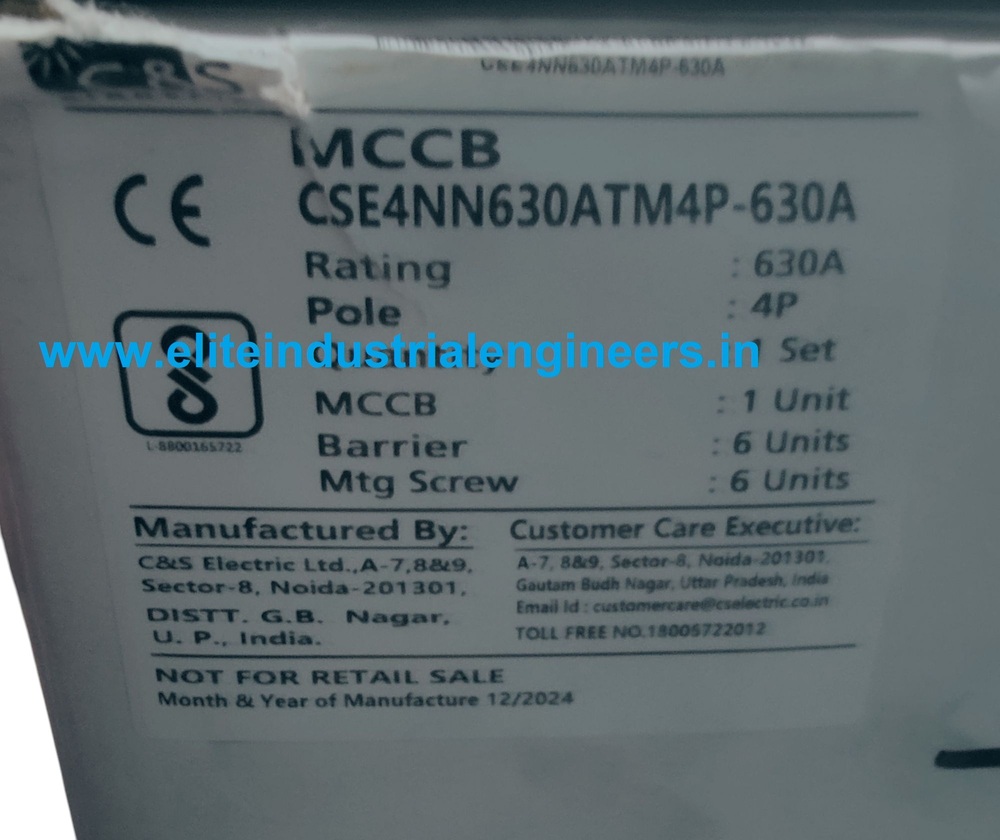 C&S
CSE4NN630ATM4P-630A
MCCB
CE
CSE4NN630ATM4P-630A
Rating : 630A
Pole : 4P
Quantity 1 Set
www.eliteindustrialengineers.in
MCCB : 1 Unit
L-8800165722
Barrier : 6 Units
Mtg Screw : 6 Units
Manufactured By:
C&S Electric Ltd.,A-7,8&9,
Sector-8, Noida-201301,
DISTT. G.B. Nagar,
U. P., India.
Customer Care Executive:
A-7, 8&9, Sector-8, Noida-201301.
Gautam Budh Nagar, Uttar Pradesh, India
Email Id : customercare@cselectric.co.in
TOLL FREE NO.18005722012
NOT FOR RETAIL SALE
Month & Year of Manufacture 12/2024